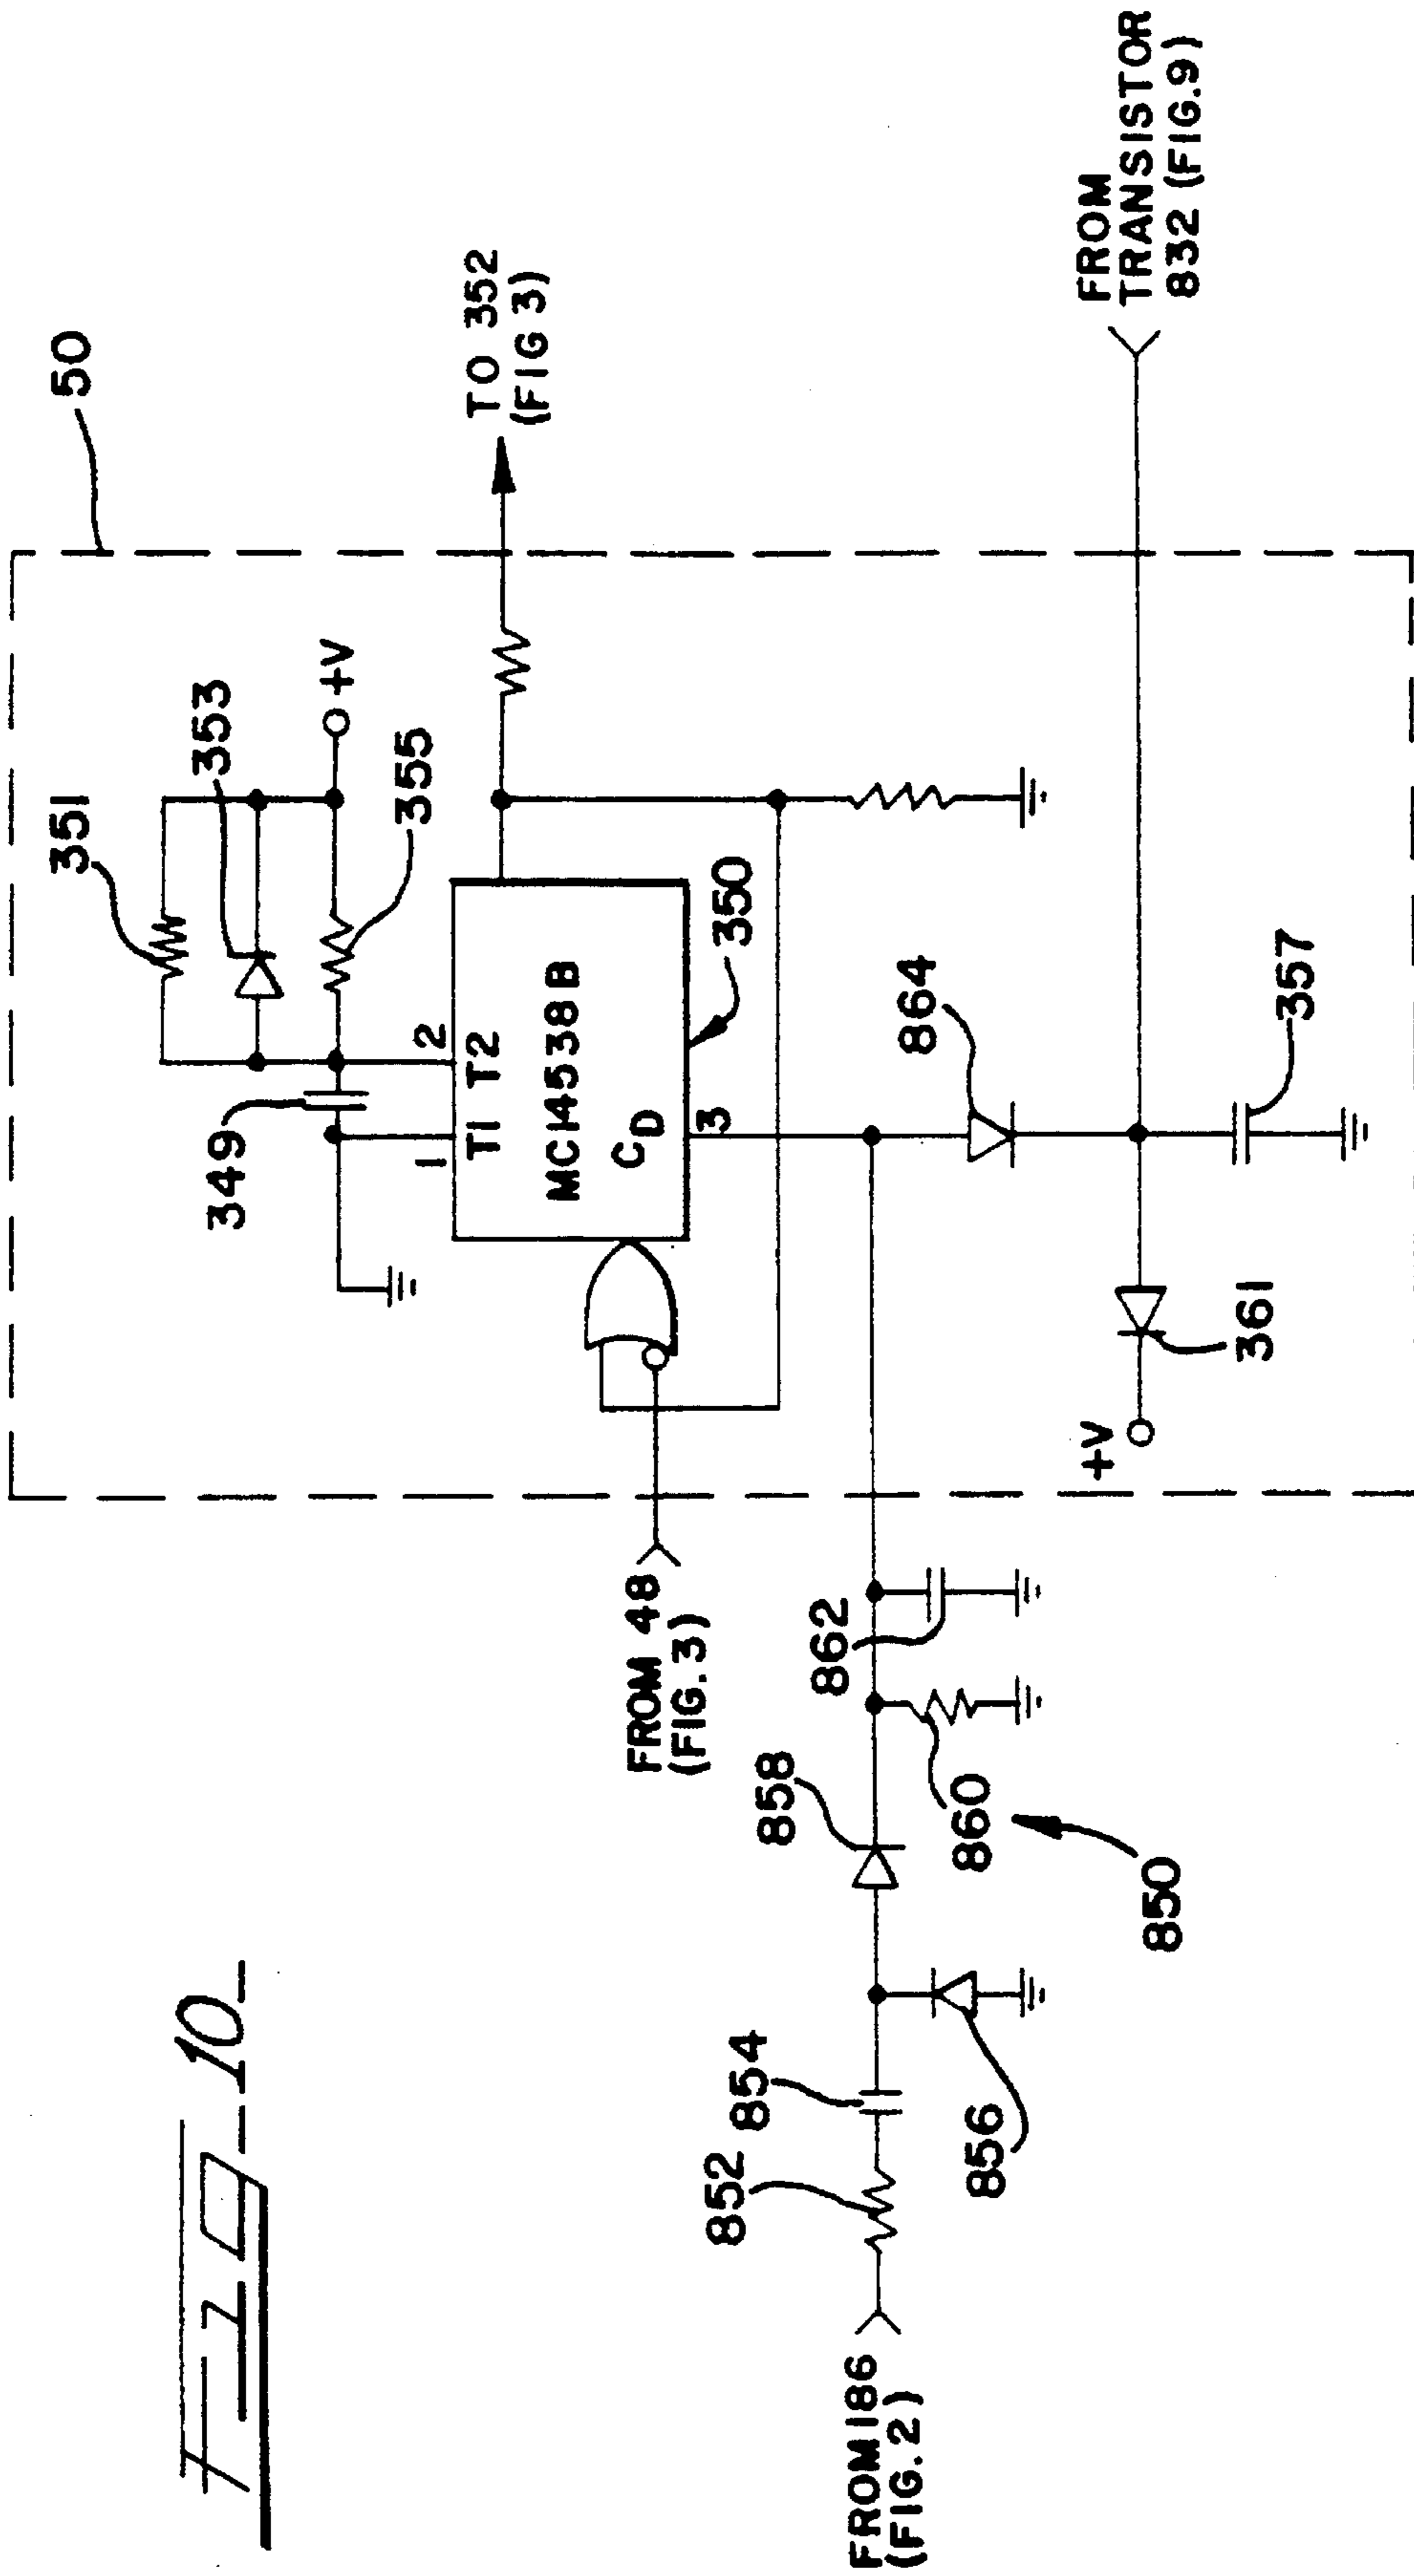 Fig. 10
50
351
353
+V
355
349
TO 352
(FIG 3)
1
2
T1 T2
MC14538B
CD
3
350
FROM 48
(FIG. 3)
864
357
361
+V
FROM
TRANSISTOR
832 (FIG.9)
862
860
858
850
854
852
856
FROM 186
(FIG. 2)